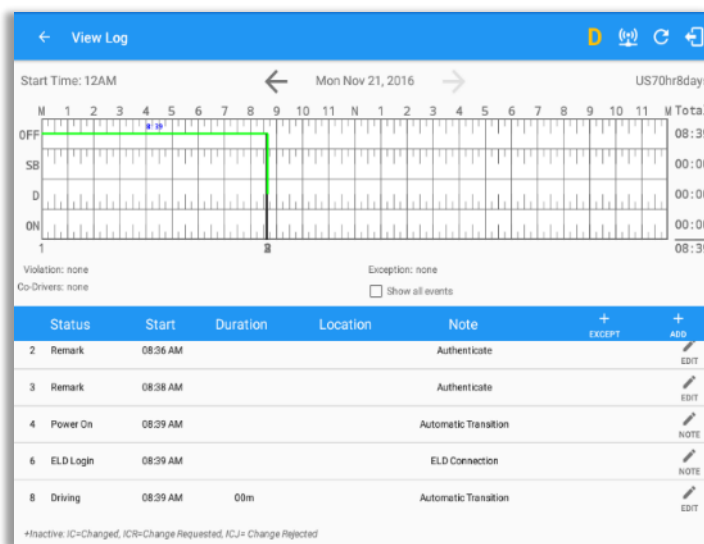 View Log D
Start Time: 12AM Mon Nov 21, 2016 US70hr8days
M 1 2 3 4 5 6 7 8 9 10 11 N 1 2 3 4 5 6 7 8 9 10 11 M Total
OFF 8:39 08:39
SB 00:00
D 00:00
ON 00:00
1 08:39
Violation: none Exception: none
Co-Drivers: none Show all events
Status Start Duration Location Note + EXCEPT + ADD
2 Remark 08:36 AM Authenticate EDIT
3 Remark 08:38 AM Authenticate EDIT
4 Power On 08:39 AM Automatic Transition NOTE
6 ELD Login 08:39 AM ELD Connection NOTE
8 Driving 08:39 AM 00m Automatic Transition EDIT
+Inactive: IC=Changed, ICR=Change Requested, ICJ= Change Rejected